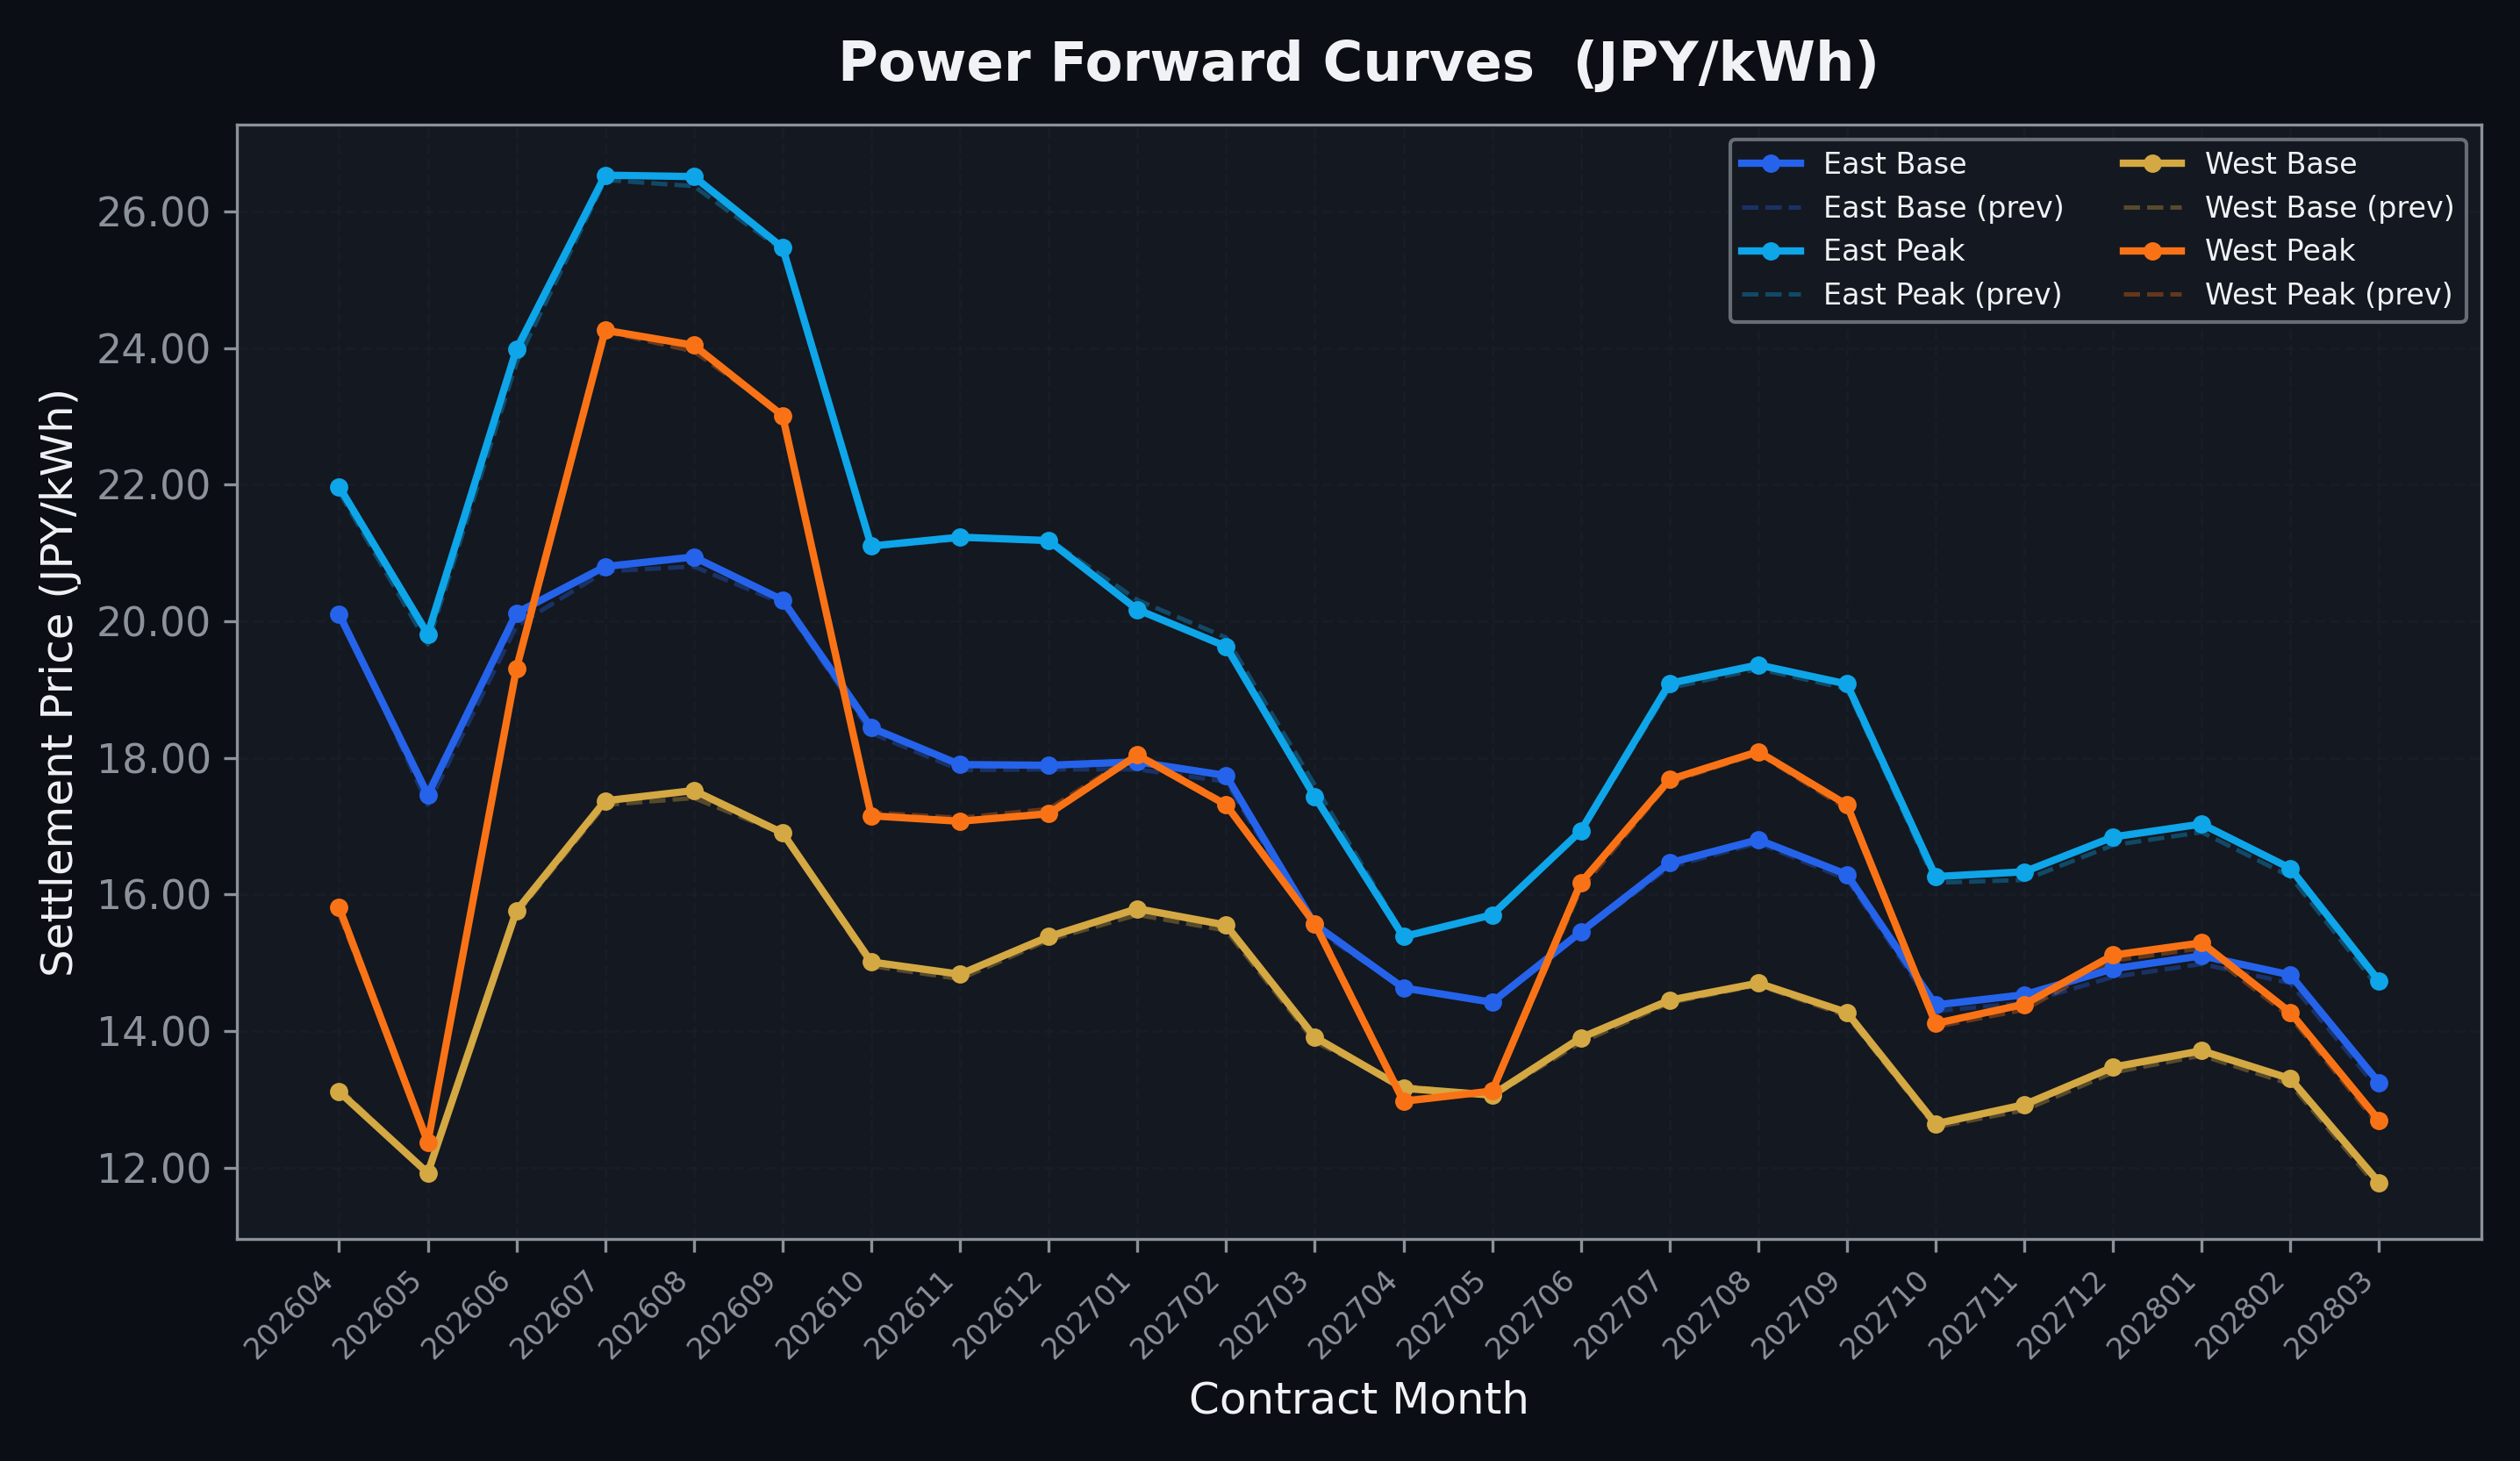 Power Forward Curves  (JPY/kWh)
East Base
East Base (prev)
East Peak
East Peak (prev)
West Base
West Base (prev)
West Peak
West Peak (prev)
Settlement Price (JPY/kWh)
26.00
24.00
22.00
20.00
18.00
16.00
14.00
12.00
202604
202605
202606
202607
202608
202609
202610
202611
202612
202701
202702
202703
202704
202705
202706
202707
202708
202709
202710
202711
202712
202801
202802
202803
Contract Month